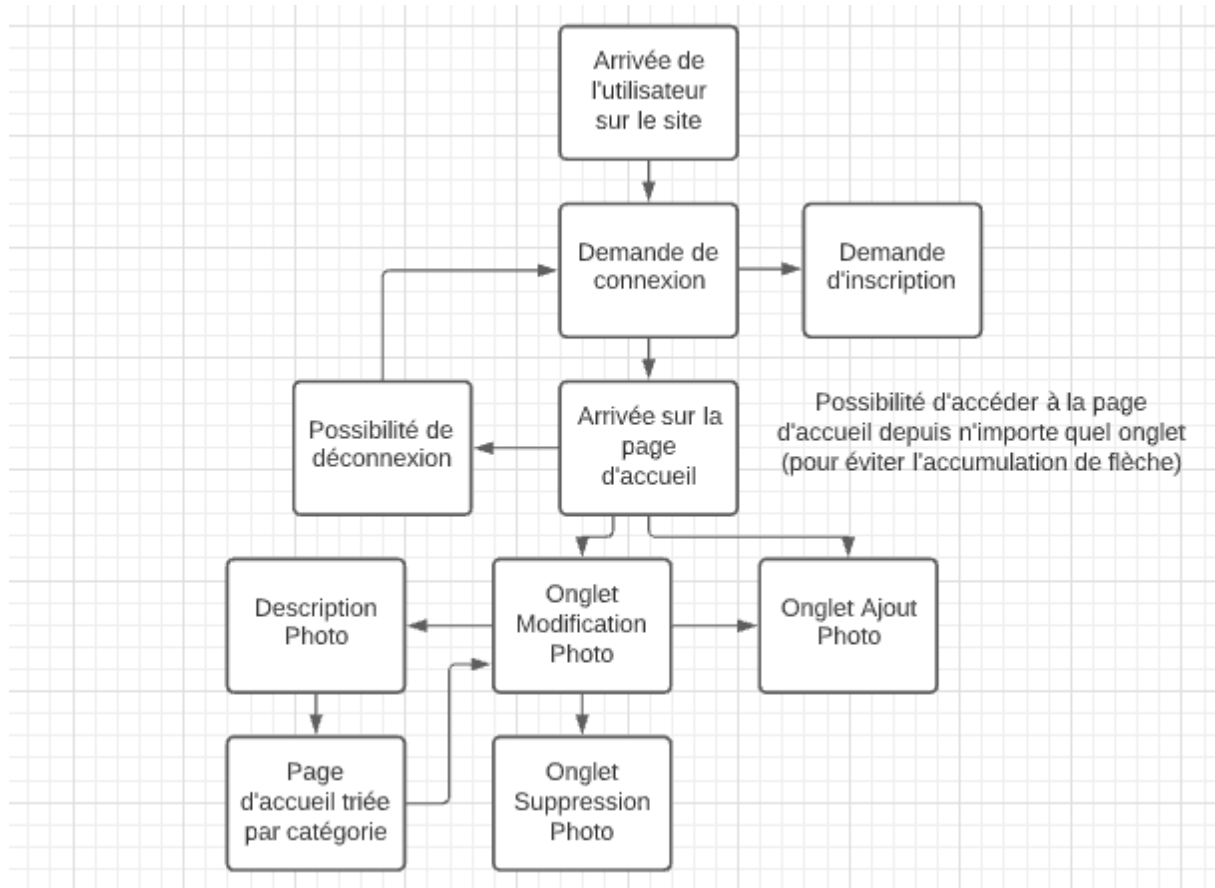 Arrivée de
l'utilisateur
sur le site
Demande de
connexion
Demande
d'inscription
Possibilité de
déconnexion
Arrivée sur la
page
d'accueil
Possibilité d'accéder à la page
d'accueil depuis n'importe quel onglet
(pour éviter l'accumulation de flèche)
Description
Photo
Onglet
Modification
Photo
Onglet Ajout
Photo
Page
d'accueil triée
par catégorie
Onglet
Suppression
Photo